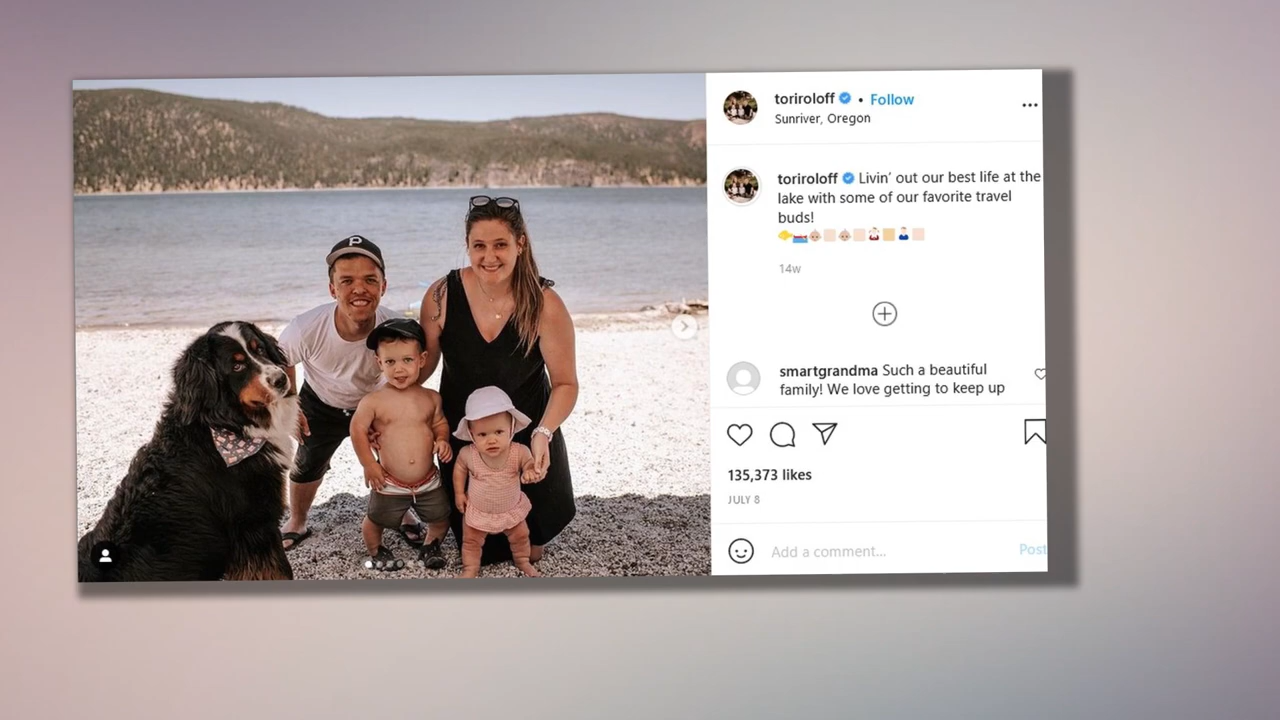 P
toriroloff • Follow
Sunriver, Oregon
toriroloff Livin' out our best life at the
lake with some of our favorite travel
buds!
14w
smartgrandma Such a beautiful
family! We love getting to keep up
135,373 likes
JULY 8
Add a comment... Post